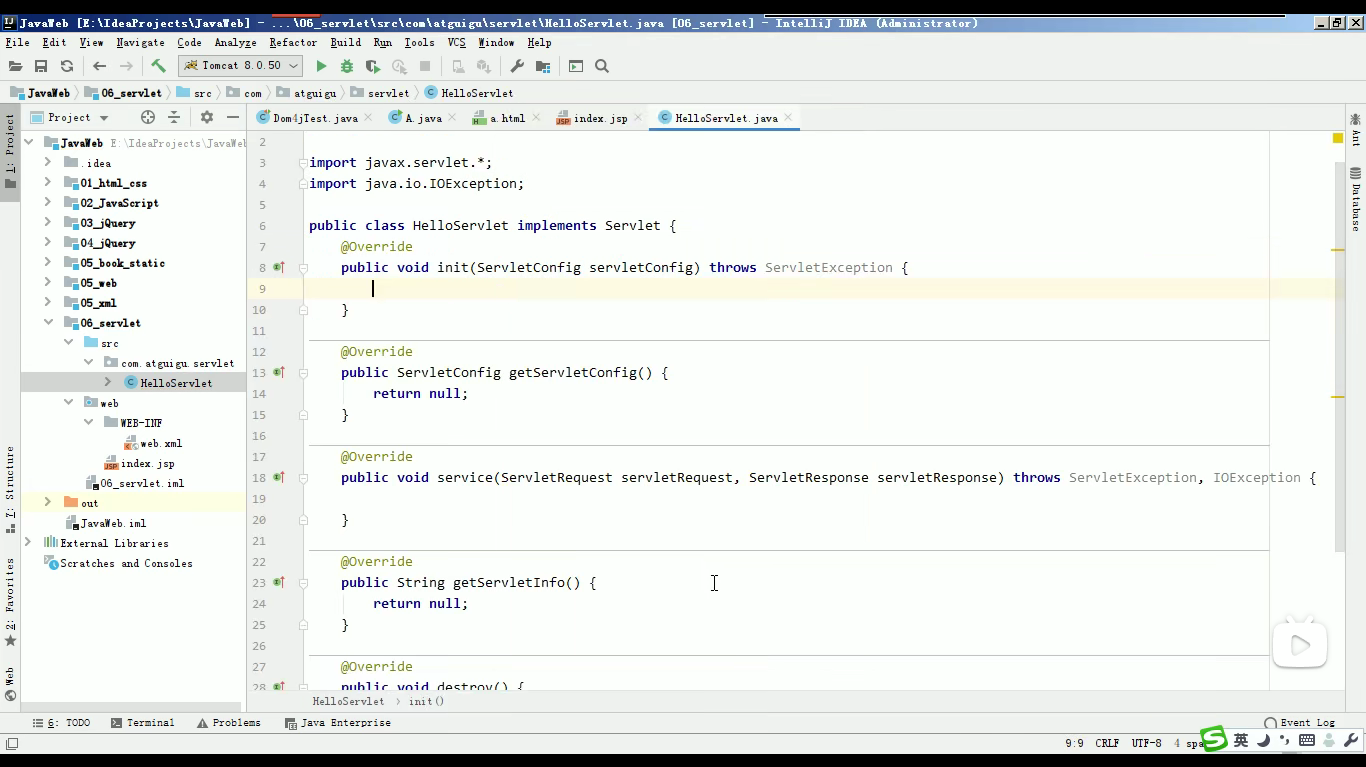 JavaWeb [E:\IdeaProjects\JavaWeb] - ...\06_servlet\src\com\atguigu\servlet\HelloServlet.java [06_servlet] - IntelliJ IDEA (Administrator)
File Edit View Navigate Code Analyze Refactor Build Run Tools VCS Window Help
Tomcat 8.0.50
JavaWeb 06_servlet src com atguigu servlet HelloServlet
Project Dom4jTest.java A.java a.html index.jsp HelloServlet.java
1: Project
7: Structure
2: Favorites
Web
Ant
Database
JavaWeb E:\IdeaProjects\JavaWeb
.idea
01_html_css
02_JavaScript
03_jQuery
04_jQuery
05_book_static
05_web
05_xml
06_servlet
src
com.atguigu.servlet
HelloServlet
web
WEB-INF
web.xml
index.jsp
06_servlet.iml
out
JavaWeb.iml
External Libraries
Scratches and Consoles
2
3 import javax.servlet.*;
4 import java.io.IOException;
5
6 public class HelloServlet implements Servlet {
7 @Override
8 public void init(ServletConfig servletConfig) throws ServletException {
9
10 }
11
12 @Override
13 public ServletConfig getServletConfig() {
14 return null;
15 }
16
17 @Override
18 public void service(ServletRequest servletRequest, ServletResponse servletResponse) throws ServletException, IOException {
19
20 }
21
22 @Override
23 public String getServletInfo() {
24 return null;
25 }
26
27 @Override
28 public void destroy() {
HelloServlet › init()
6: TODO Terminal Problems Java Enterprise Event Log
9:9 CRLF UTF-8 4 spa
S 英